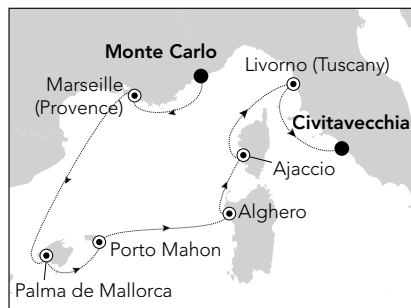 Monte Carlo
Livorno (Tuscany)
Marseille
(Provence)
Civitavecchia
Ajaccio
Alghero
Porto Mahon
Palma de Mallorca